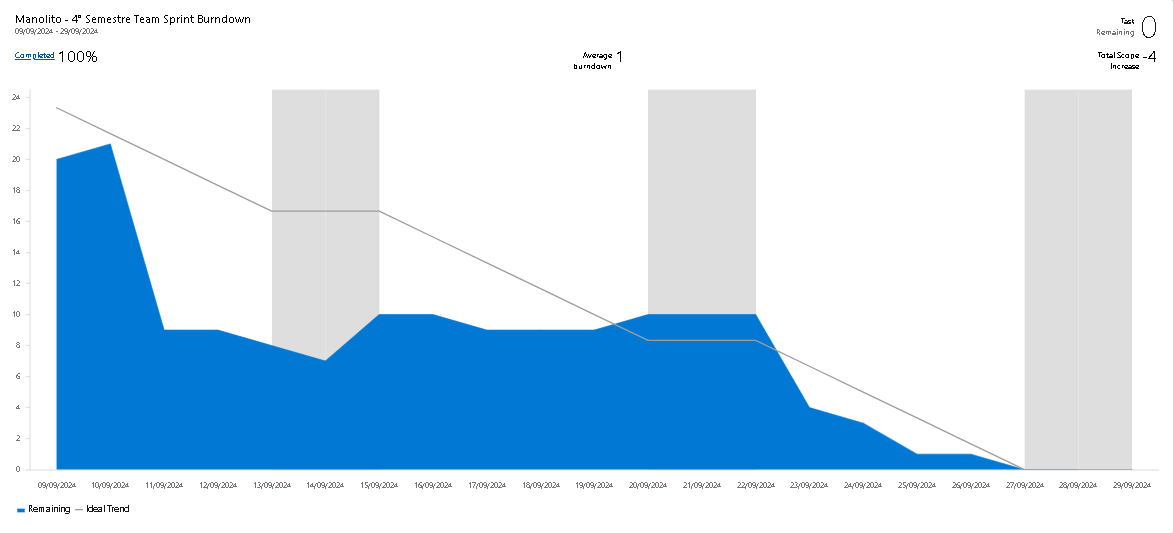 Manolito - 4º Semestre Team Sprint Burndown
09/09/2024 - 29/09/2024
Task
Remaining 0
Completed 100%
Average
burndown 1
Total Scope
Increase -4
24
22
20
18
16
14
12
10
8
6
4
2
0
09/09/2024 10/09/2024 11/09/2024 12/09/2024 13/09/2024 14/09/2024 15/09/2024 16/09/2024 17/09/2024 18/09/2024 19/09/2024 20/09/2024 21/09/2024 22/09/2024 23/09/2024 24/09/2024 25/09/2024 26/09/2024 27/09/2024 28/09/2024 29/09/2024
Remaining Ideal Trend